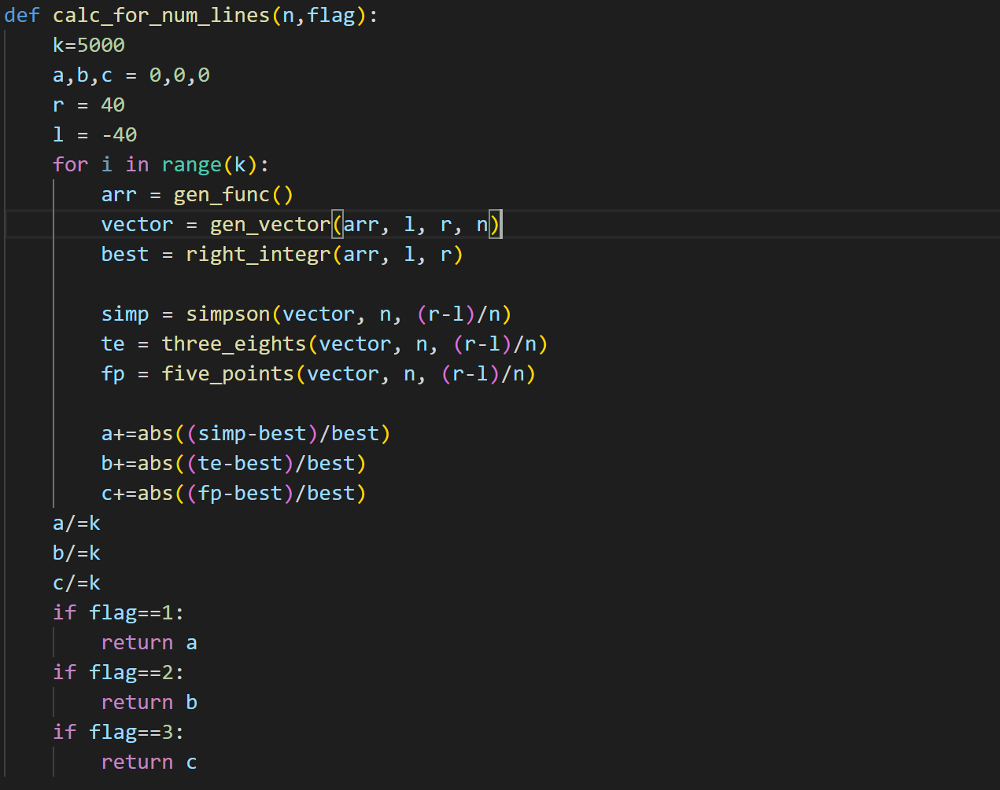 def calc_for_num_lines(n,flag):
    k=5000
    a,b,c = 0,0,0
    r = 40
    l = -40
    for i in range(k):
        arr = gen_func()
        vector = gen_vector(arr, l, r, n)
        best = right_integr(arr, l, r)

        simp = simpson(vector, n, (r-l)/n)
        te = three_eights(vector, n, (r-l)/n)
        fp = five_points(vector, n, (r-l)/n)

        a+=abs((simp-best)/best)
        b+=abs((te-best)/best)
        c+=abs((fp-best)/best)
    a/=k
    b/=k
    c/=k
    if flag==1:
        return a
    if flag==2:
        return b
    if flag==3:
        return c